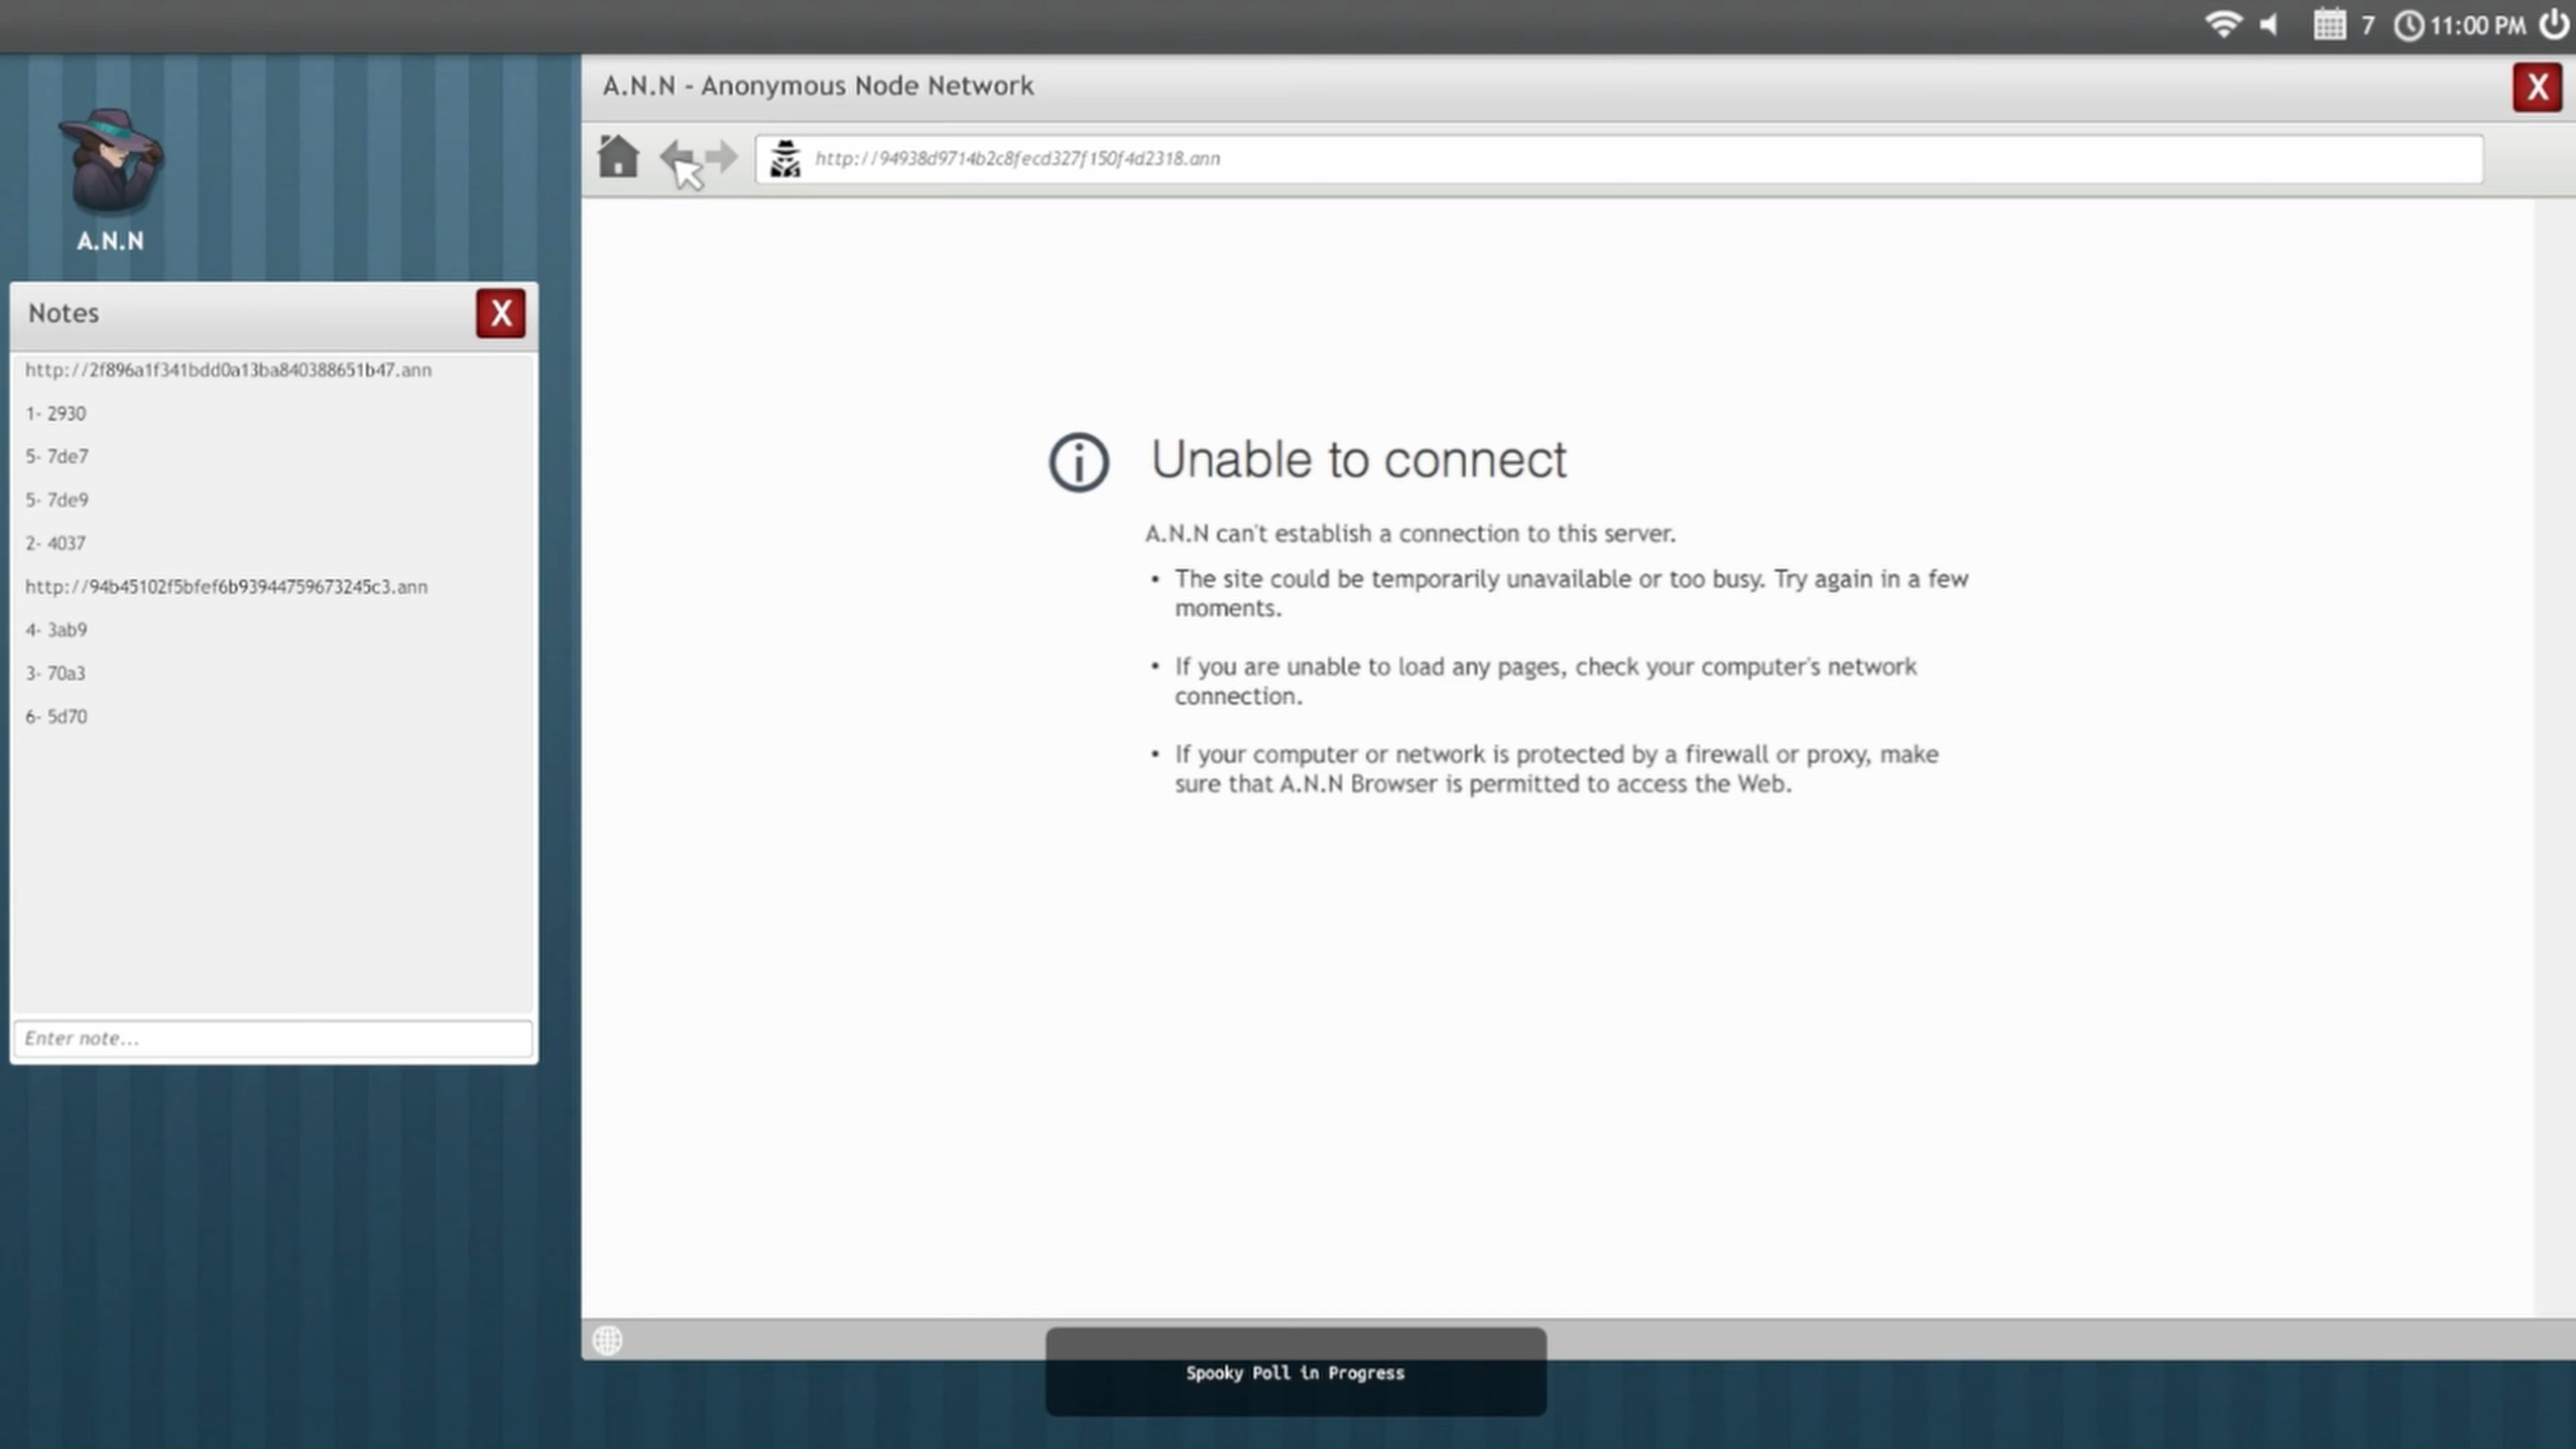 7 11:00 PM
A.N.N
A.N.N - Anonymous Node Network
X
http://94938d9714b2c8fecd327f150f4d2318.ann
Notes
X
http://2f896a1f341bdd0a13ba840388651b47.ann
1- 2930
5- 7de7
5- 7de9
2- 4037
http://94b45102f5bfef6b93944759673245c3.ann
4- 3ab9
3- 70a3
6- 5d70
Enter note...
Unable to connect
A.N.N can't establish a connection to this server.
• The site could be temporarily unavailable or too busy. Try again in a few
moments.
• If you are unable to load any pages, check your computer's network
connection.
• If your computer or network is protected by a firewall or proxy, make
sure that A.N.N Browser is permitted to access the Web.
Spooky Poll in Progress